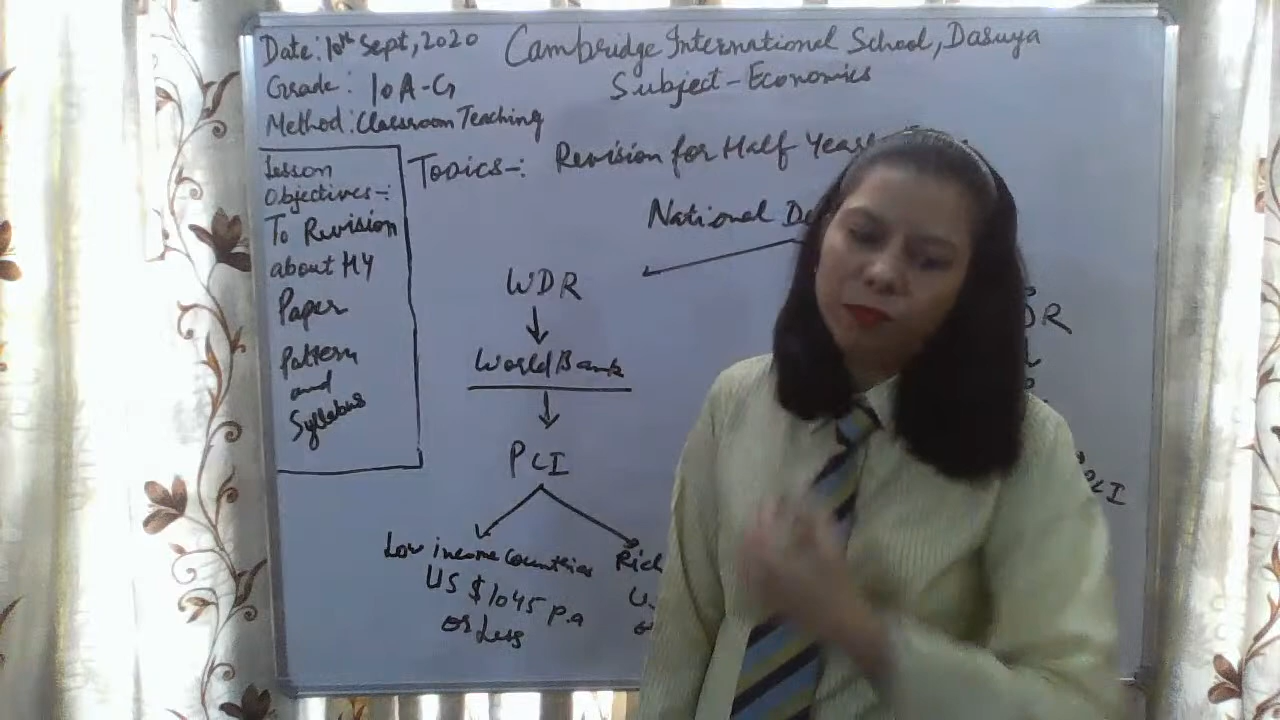 Date: 10th Sept, 2020
Grade: 10 A-G
Method: Classroom Teaching
Cambridge International School, Dasuya
Subject - Economics
Lesson
Objectives-:
To Revision
about HY
Paper
Pattern
and
Syllabus
Topics-: Revision for Half
National
WDR
World Bank
PCI
Low income Countries
US $1045 p.a
or Less
Rich